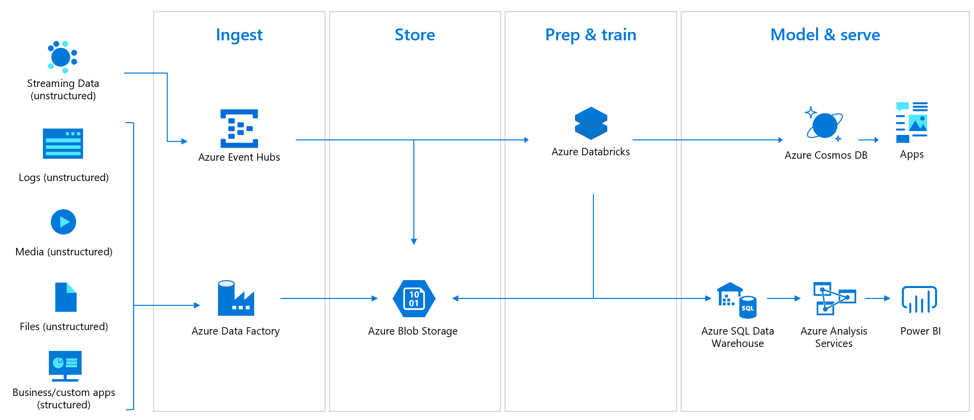 Ingest
Store
Prep & train
Model & serve
Streaming Data
(unstructured)
Logs (unstructured)
Media (unstructured)
Files (unstructured)
Business/custom apps
(structured)
Azure Event Hubs
Azure Data Factory
10
01
Azure Blob Storage
Azure Databricks
Azure Cosmos DB
Apps
SQL
Azure SQL Data
Warehouse
Azure Analysis
Services
Power BI